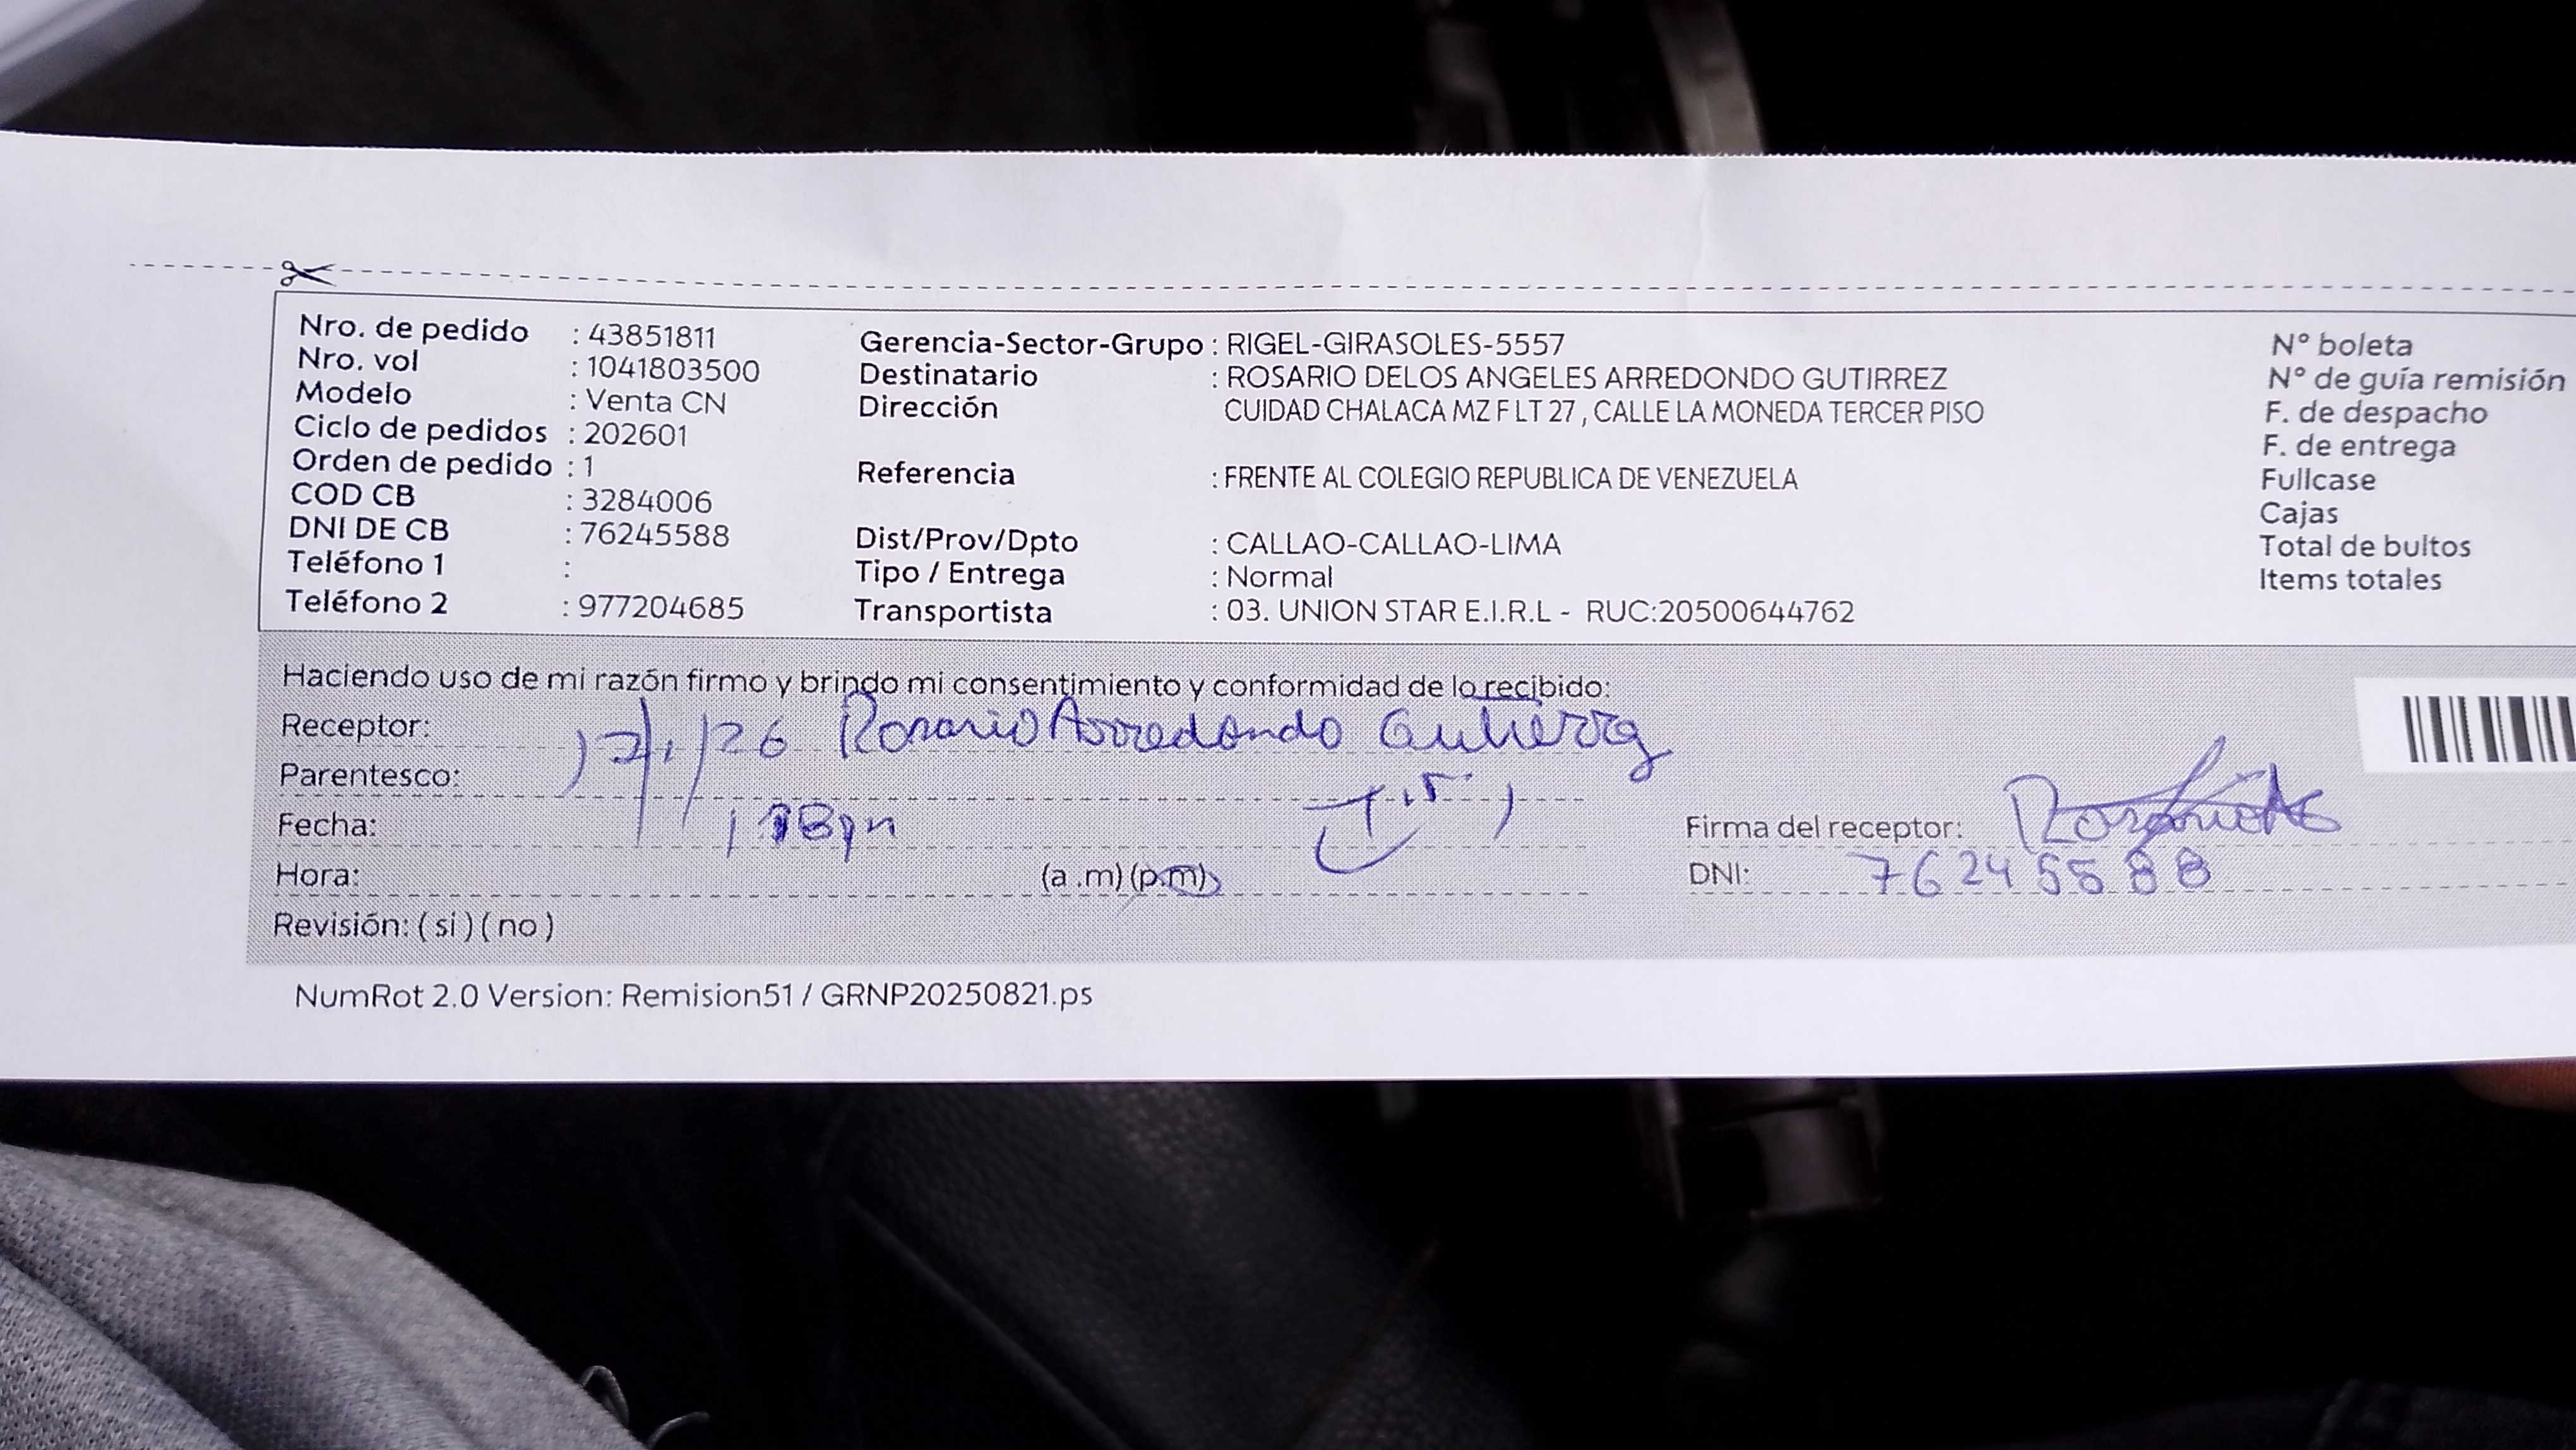 Nro. de pedido : 43851811
Nro. vol : 1041803500
Modelo : Venta CN
Ciclo de pedidos : 202601
Orden de pedido : 1
COD CB : 3284006
DNI DE CB : 76245588
Teléfono 1 :
Teléfono 2 : 977204685
Gerencia-Sector-Grupo : RIGEL-GIRASOLES-5557
Destinatario : ROSARIO DELOS ANGELES ARREDONDO GUTIRREZ
Dirección CUIDAD CHALACA MZ F LT 27 , CALLE LA MONEDA TERCER PISO
Referencia : FRENTE AL COLEGIO REPUBLICA DE VENEZUELA
Dist/Prov/Dpto : CALLAO-CALLAO-LIMA
Tipo / Entrega : Normal
Transportista : 03. UNION STAR E.I.R.L - RUC:20500644762
N° boleta
N° de guía remisión
F. de despacho
F. de entrega
Fullcase
Cajas
Total de bultos
Items totales
Haciendo uso de mi razón firmo y brindo mi consentimiento y conformidad de lo recibido:
Receptor: Rosario Arredondo
Parentesco:
Fecha:
Hora: (a .m) (p.m)
Revisión: ( si ) ( no )
Firma del receptor:
DNI: 76245588
NumRot 2.0 Version: Remision51 / GRNP20250821.ps